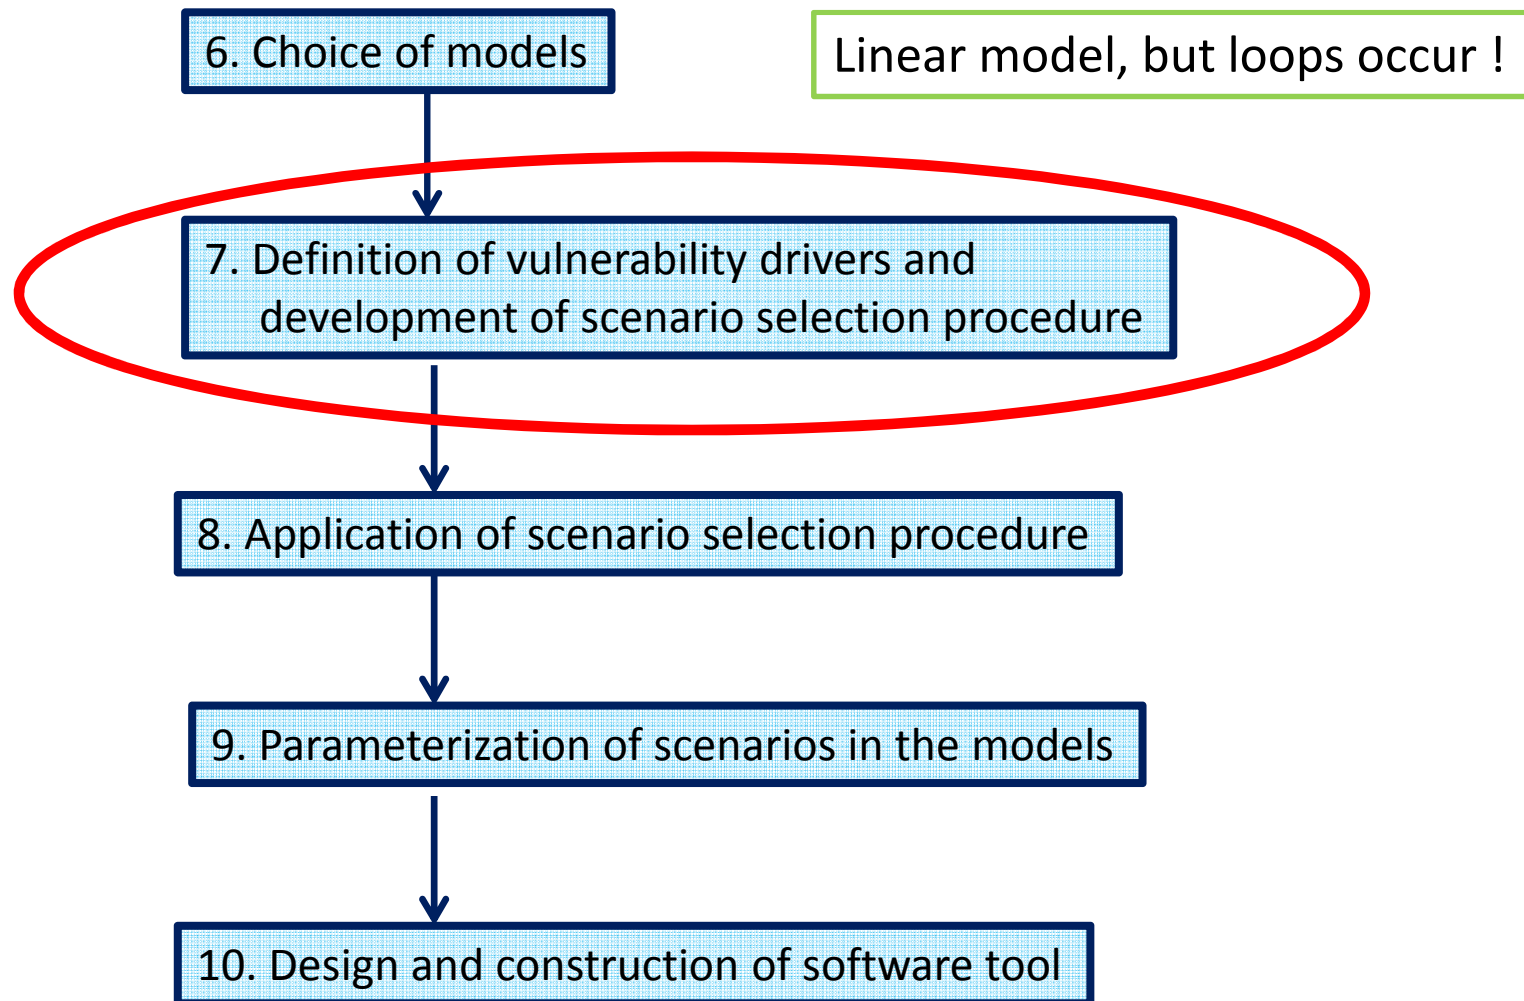 6. Choice of models
Linear model, but loops occur !
7. Definition of vulnerability drivers and
development of scenario selection procedure
8. Application of scenario selection procedure
9. Parameterization of scenarios in the models
10. Design and construction of software tool